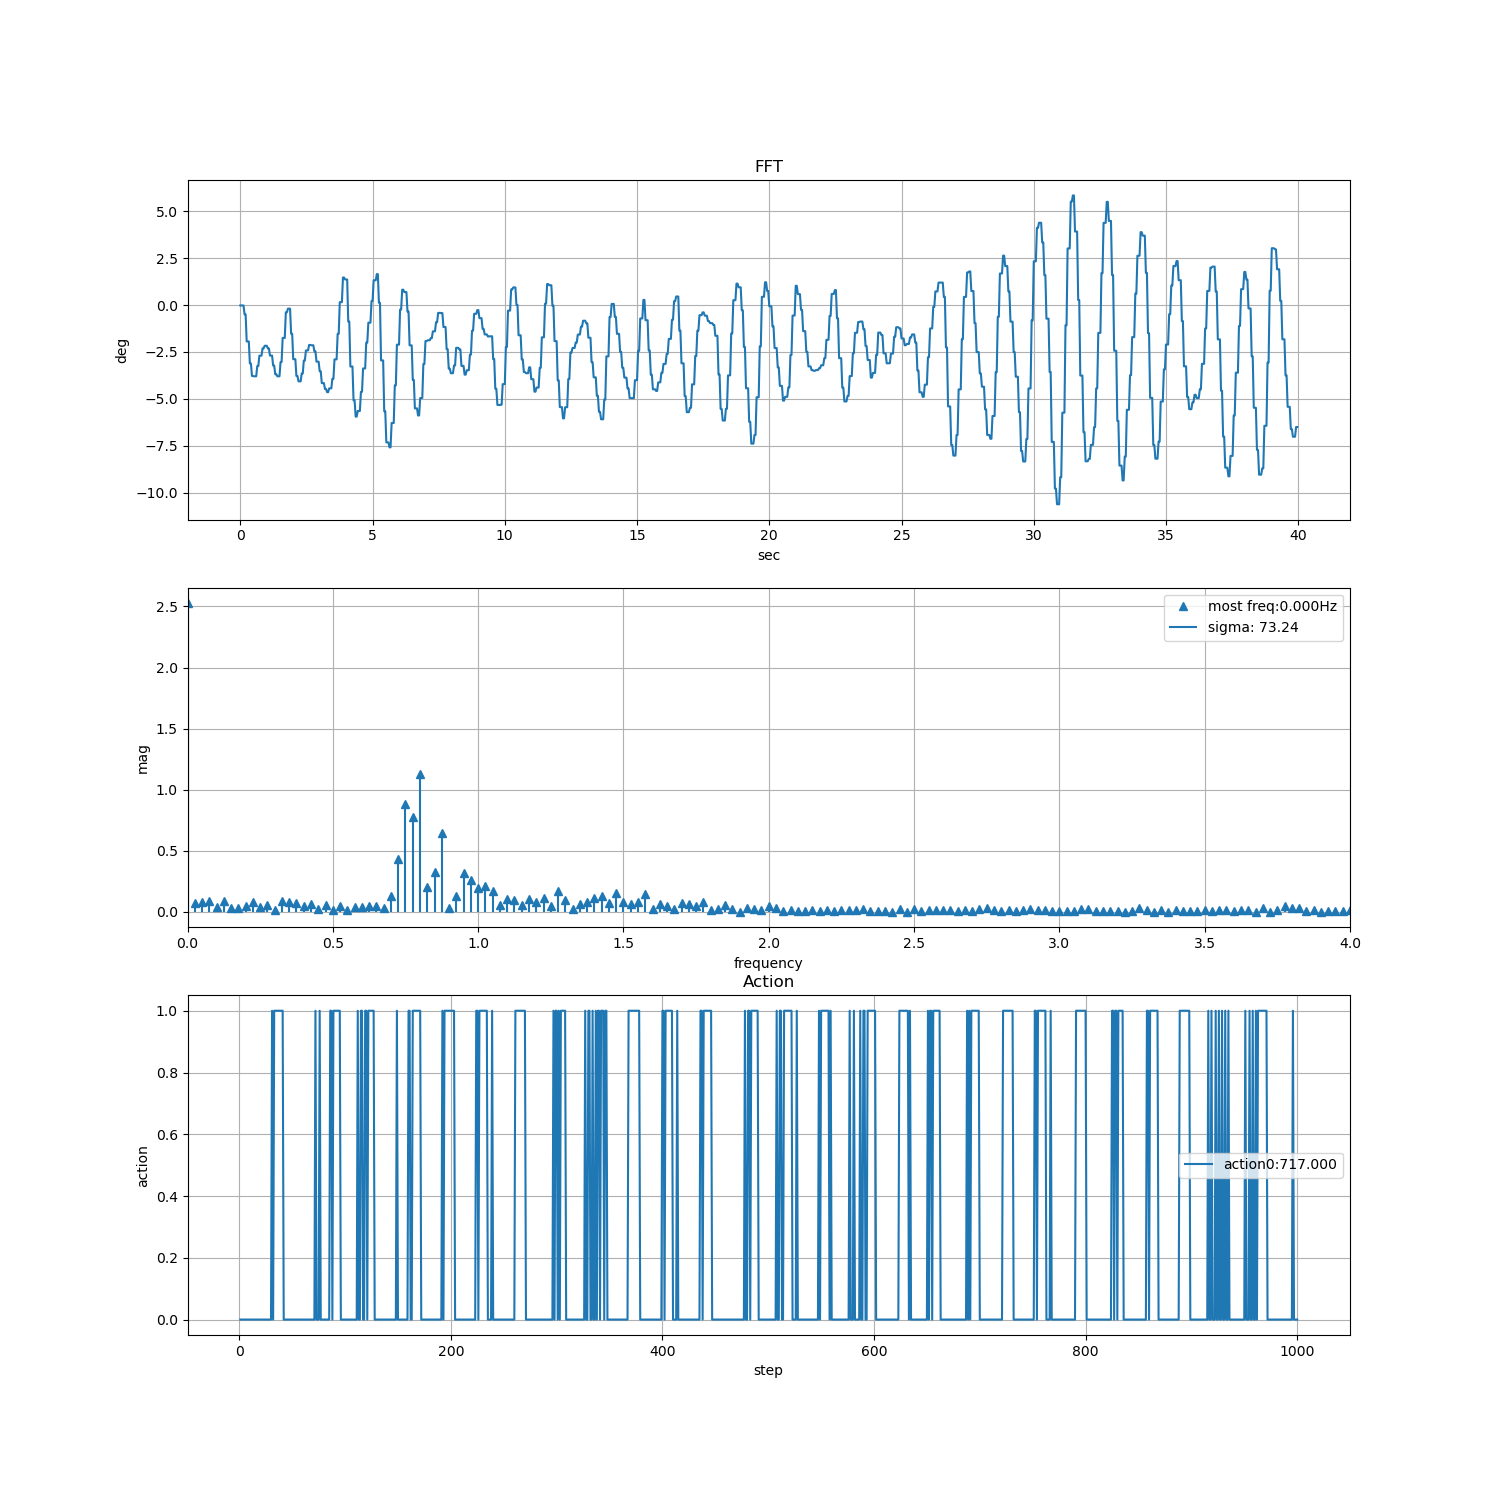 FFT
5.0
2.5
0.0
−2.5
−5.0
−7.5
−10.0
deg
0 5 10 15 20 25 30 35 40
sec
2.5
2.0
1.5
1.0
0.5
0.0
mag
most freq:0.000Hz
sigma: 73.24
0.0 0.5 1.0 1.5 2.0 2.5 3.0 3.5 4.0
frequency
Action
1.0
0.8
0.6
0.4
0.2
0.0
action
action0:717.000
0 200 400 600 800 1000
step